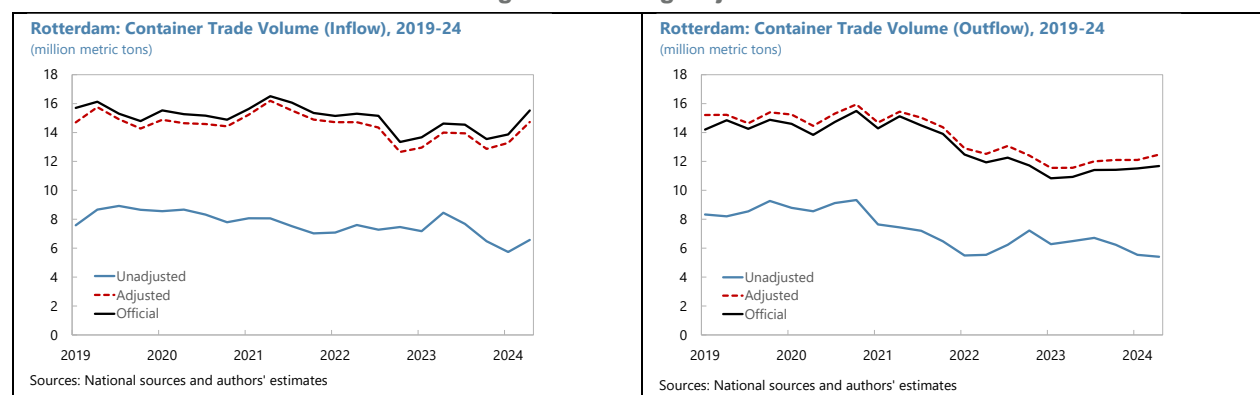 Rotterdam: Container Trade Volume (Inflow), 2019-24
(million metric tons)
18
16
14
12
10
8
6
4
2
0
Unadjusted
Adjusted
Official
2019 2020 2021 2022 2023 2024
Sources: National sources and authors' estimates
Rotterdam: Container Trade Volume (Outflow), 2019-24
(million metric tons)
18
16
14
12
10
8
6
4
2
0
Unadjusted
Adjusted
Official
2019 2020 2021 2022 2023 2024
Sources: National sources and authors' estimates